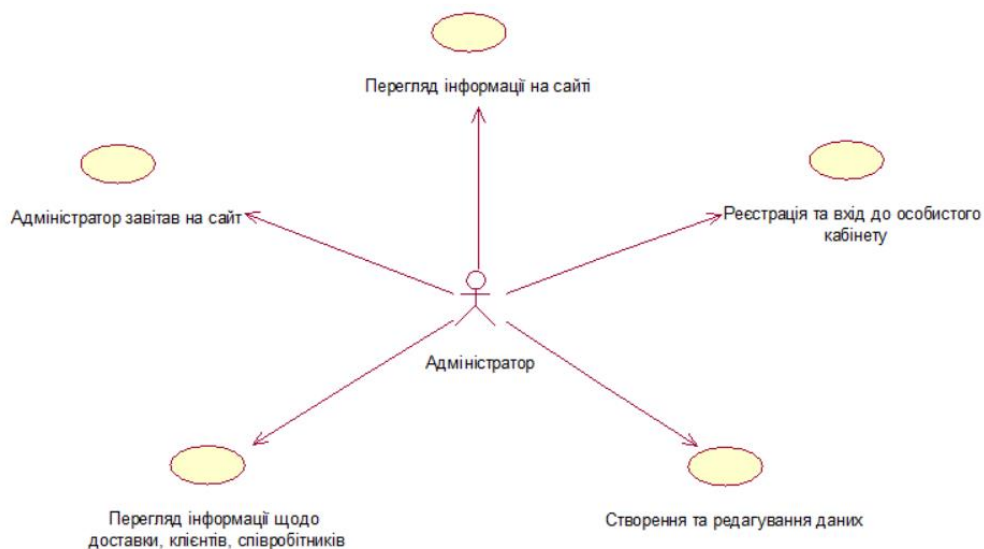 Перегляд інформації на сайті
Адміністратор завітав на сайт
Реєстрація та вхід до особистого
кабінету
Адміністратор
Перегляд інформації щодо
доставки, клієнтів, співробітників
Створення та редагування даних